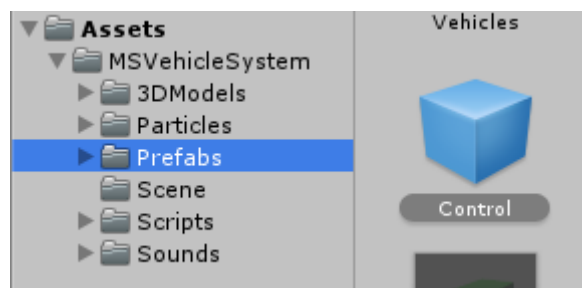 Assets
MSVehicleSystem
3DModels
Particles
Prefabs
Scene
Scripts
Sounds
Vehicles
Control